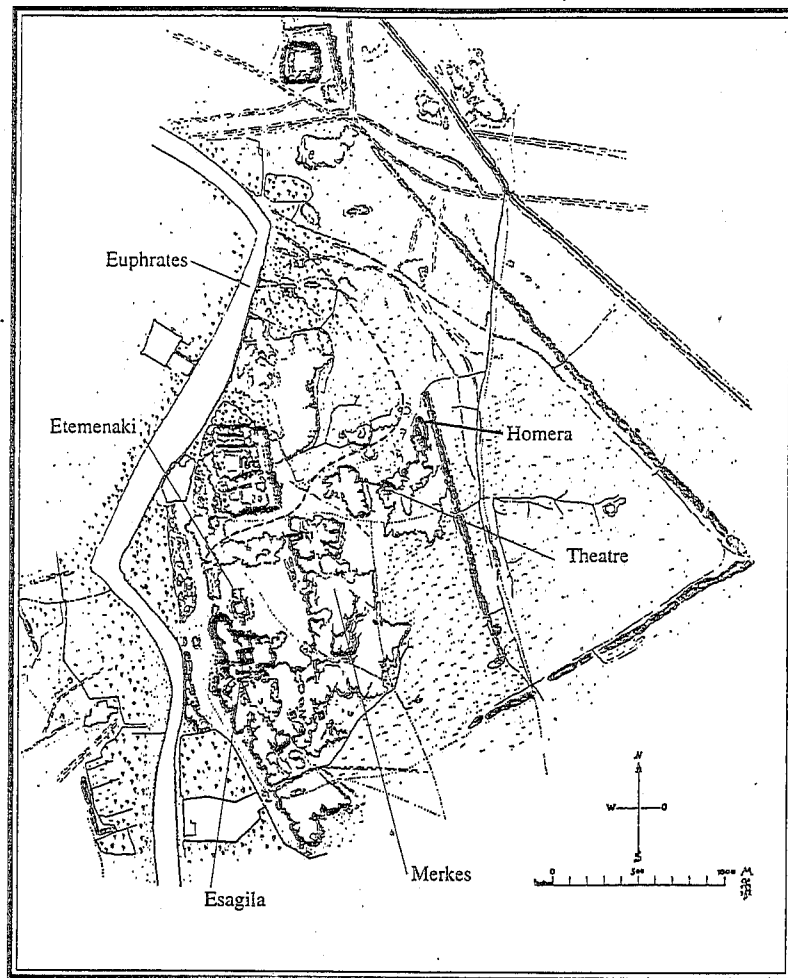 Euphrates
Etemenaki
Homera
Theatre
N
W O
S
Merkes
Esagila
0 500 1000 M